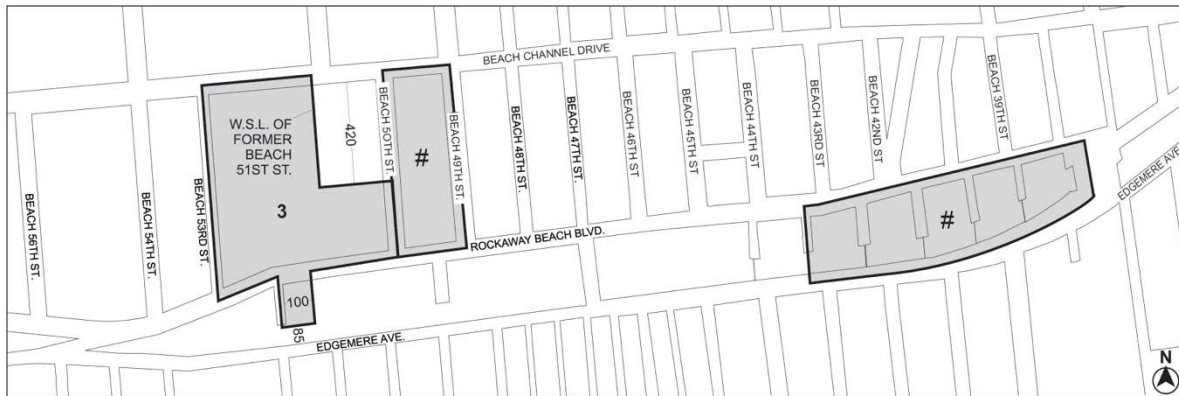 BEACH CHANNEL DRIVE
W.S.L. OF
FORMER
BEACH
51ST ST.
420
3
#
BEACH 56TH ST.
BEACH 54TH ST.
BEACH 53RD ST.
BEACH 50TH ST.
BEACH 49TH ST.
BEACH 48TH ST.
BEACH 47TH ST.
BEACH 46TH ST
BEACH 45TH ST
BEACH 44TH ST
BEACH 43RD ST
BEACH 42ND ST
BEACH 39TH ST
EDGEMERE AVE.
#
ROCKAWAY BEACH BLVD.
100
85
EDGEMERE AVE.
N